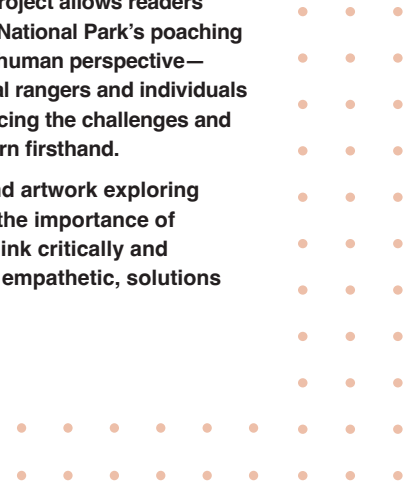 roject allows readers
National Park’s poaching
human perspective—
al rangers and individuals
cing the challenges and
rn firsthand.
nd artwork exploring
the importance of
ink critically and
empathetic, solutions